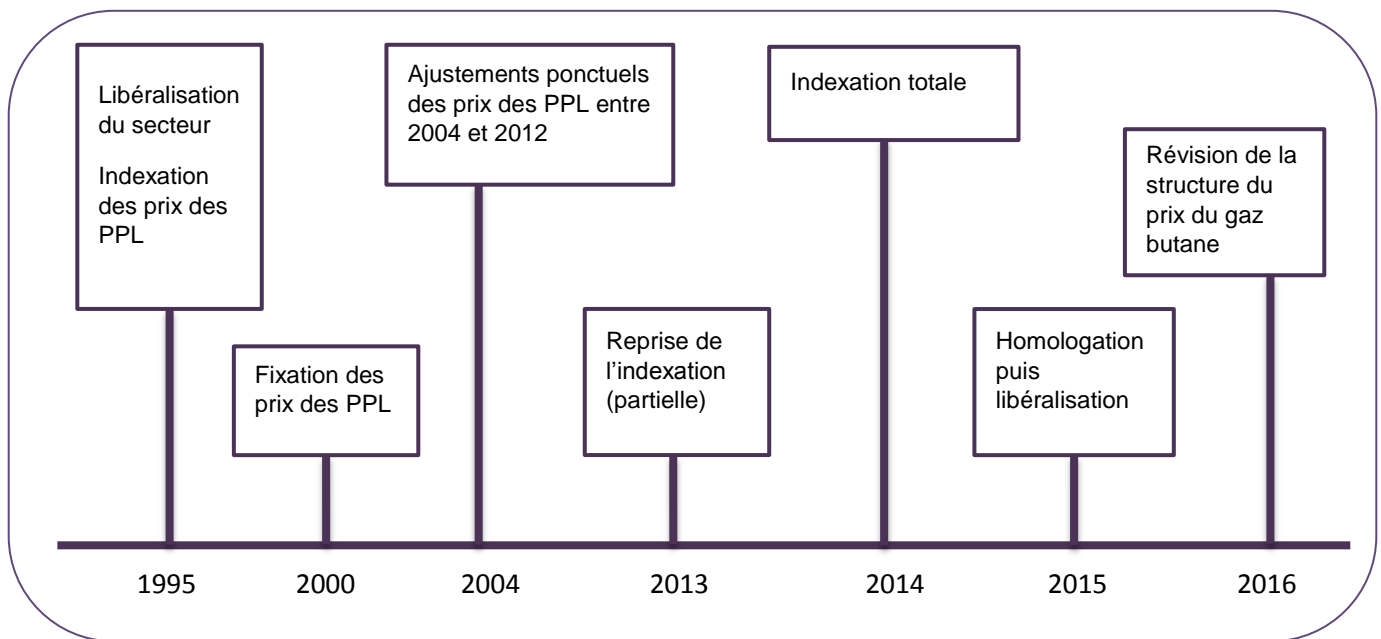 Libéralisation
du secteur
Indexation
des prix des
PPL
Fixation des
prix des PPL
Ajustements ponctuels
des prix des PPL entre
2004 et 2012
Reprise de
l’indexation
(partielle)
Indexation totale
Homologation
puis
libéralisation
Révision de la
structure du
prix du gaz
butane
1995
2000
2004
2013
2014
2015
2016